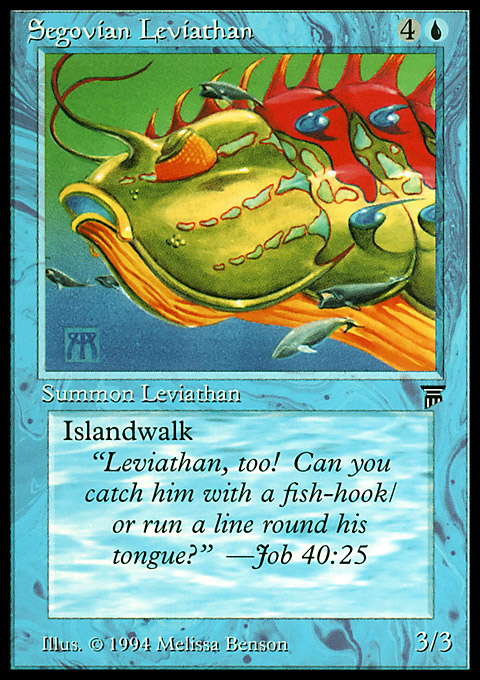 Segovian Leviathan 4
Summon Leviathan
Islandwalk
“Leviathan, too! Can you
catch him with a fish-hook/
or run a line round his
tongue?” —Job 40:25
Illus. © 1994 Melissa Benson 3/3